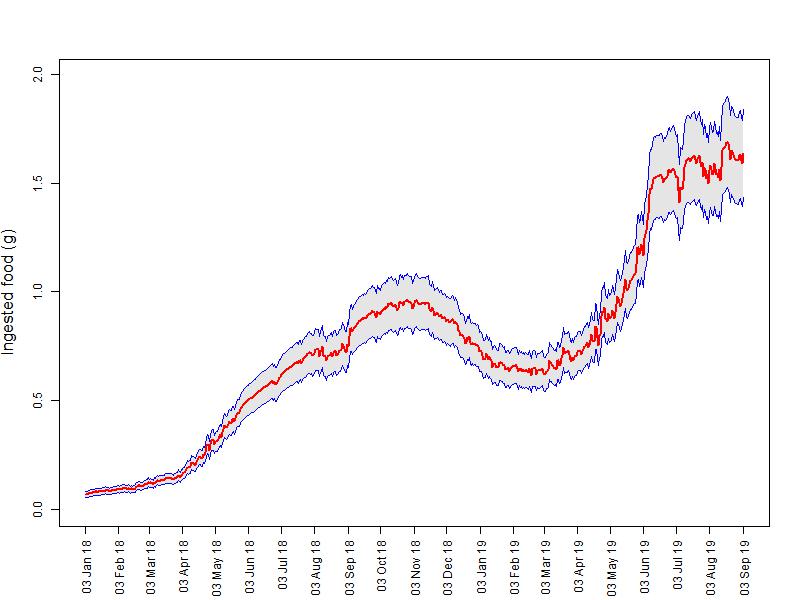 Ingested food (g)
2.0
1.5
1.0
0.5
0.0
03 Jan 18
03 Feb 18
03 Mar 18
03 Apr 18
03 May 18
03 Jun 18
03 Jul 18
03 Aug 18
03 Sep 18
03 Oct 18
03 Nov 18
03 Dec 18
03 Jan 19
03 Feb 19
03 Mar 19
03 Apr 19
03 May 19
03 Jun 19
03 Jul 19
03 Aug 19
03 Sep 19